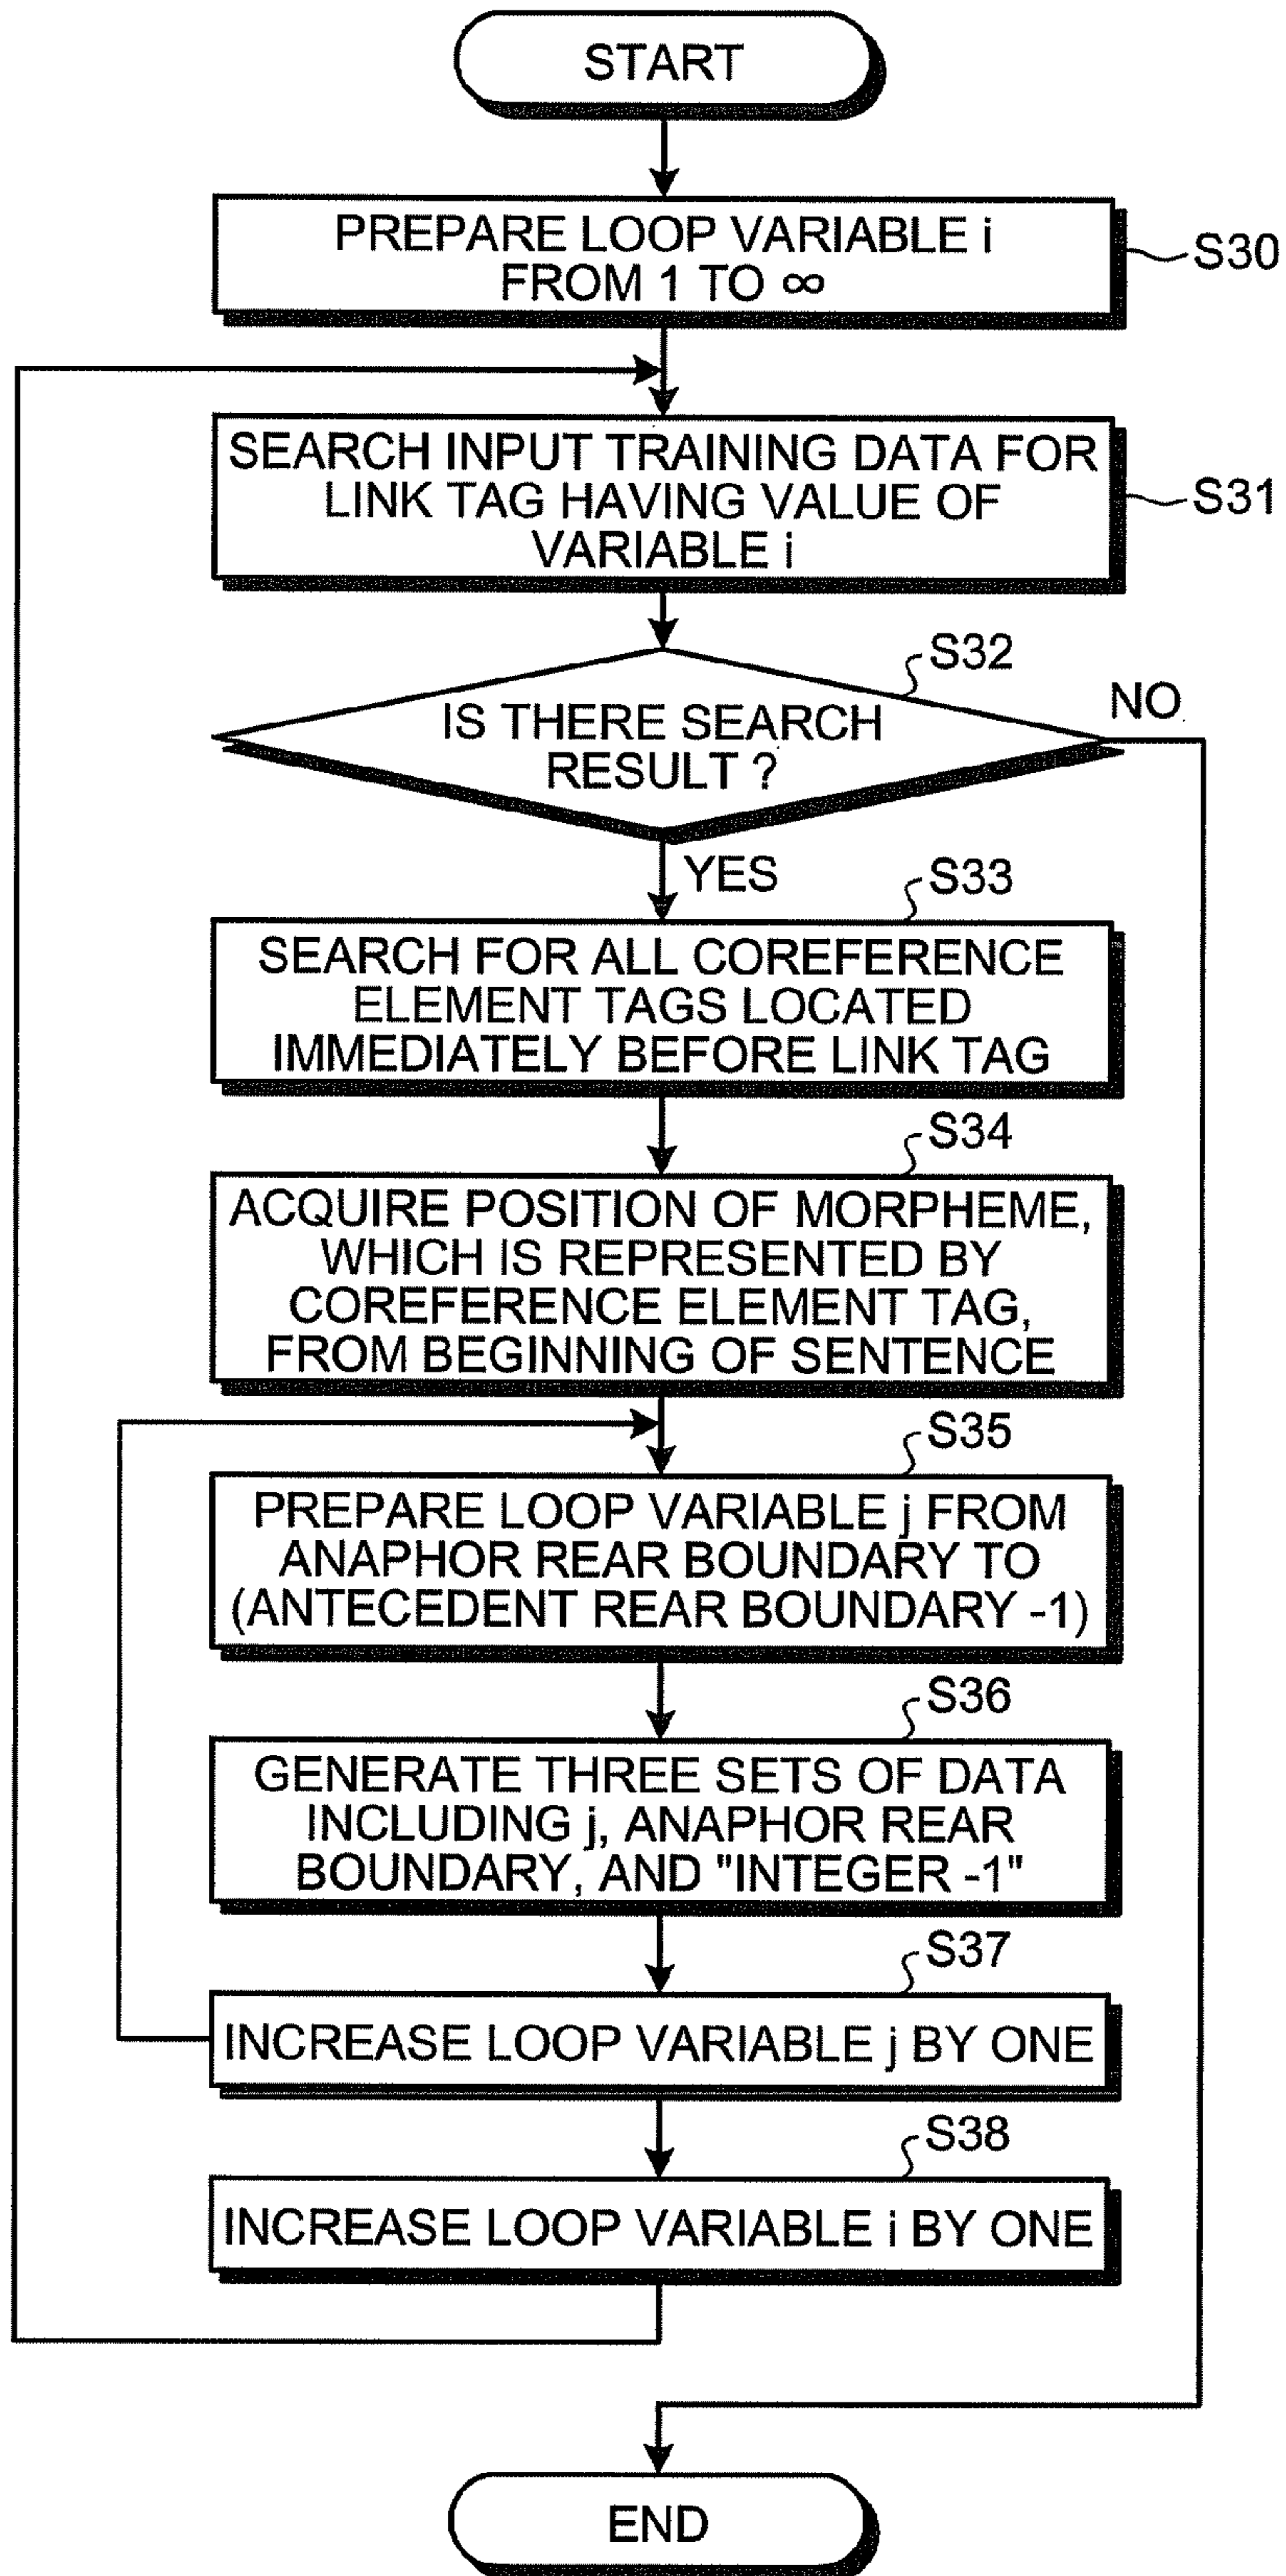 START
PREPARE LOOP VARIABLE i
FROM 1 TO ∞
S30
SEARCH INPUT TRAINING DATA FOR
LINK TAG HAVING VALUE OF
VARIABLE i
S31
S32
IS THERE SEARCH
RESULT ?
NO
YES
S33
SEARCH FOR ALL COREFERENCE
ELEMENT TAGS LOCATED
IMMEDIATELY BEFORE LINK TAG
S34
ACQUIRE POSITION OF MORPHEME,
WHICH IS REPRESENTED BY
COREFERENCE ELEMENT TAG,
FROM BEGINNING OF SENTENCE
S35
PREPARE LOOP VARIABLE j FROM
ANAPHOR REAR BOUNDARY TO
(ANTECEDENT REAR BOUNDARY -1)
S36
GENERATE THREE SETS OF DATA
INCLUDING j, ANAPHOR REAR
BOUNDARY, AND "INTEGER -1"
S37
INCREASE LOOP VARIABLE j BY ONE
S38
INCREASE LOOP VARIABLE i BY ONE
END